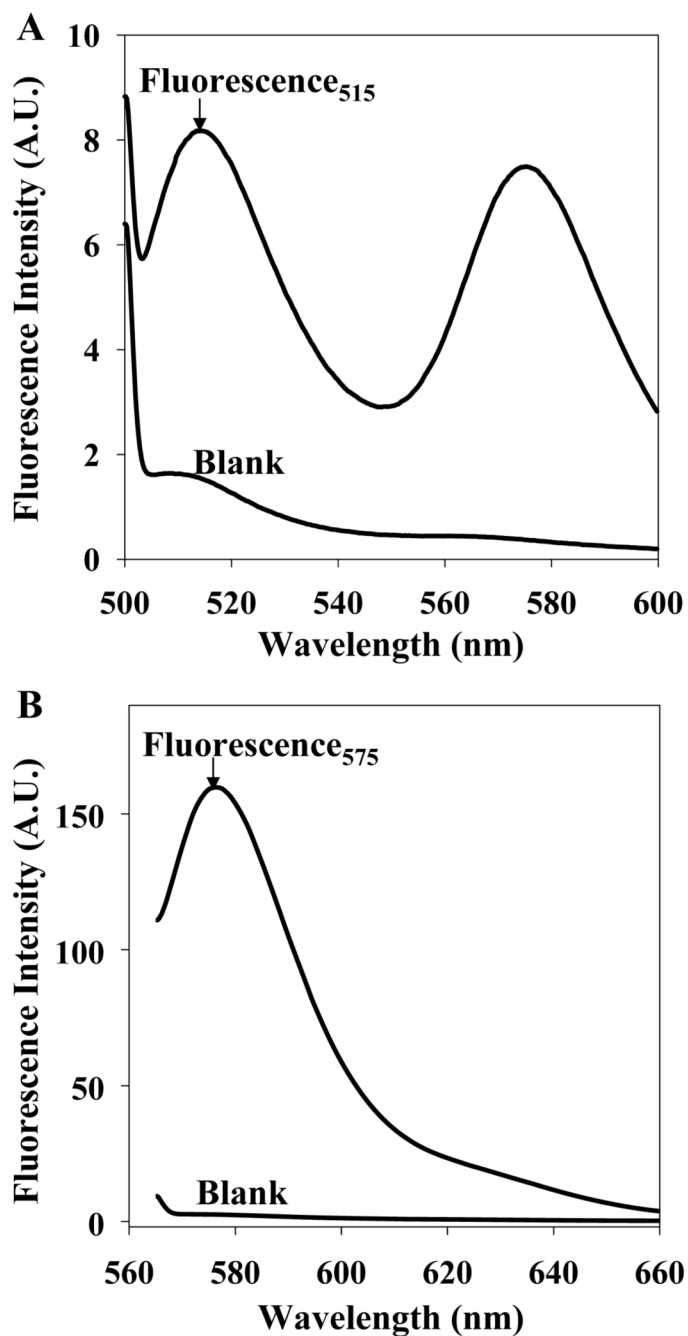 A
Fluorescence515
Fluorescence Intensity (A.U.)
10
8
6
4
2
0
Blank
500 520 540 560 580 600
Wavelength (nm)
B
Fluorescence575
Fluorescence Intensity (A.U.)
150
100
50
0
Blank
560 580 600 620 640 660
Wavelength (nm)